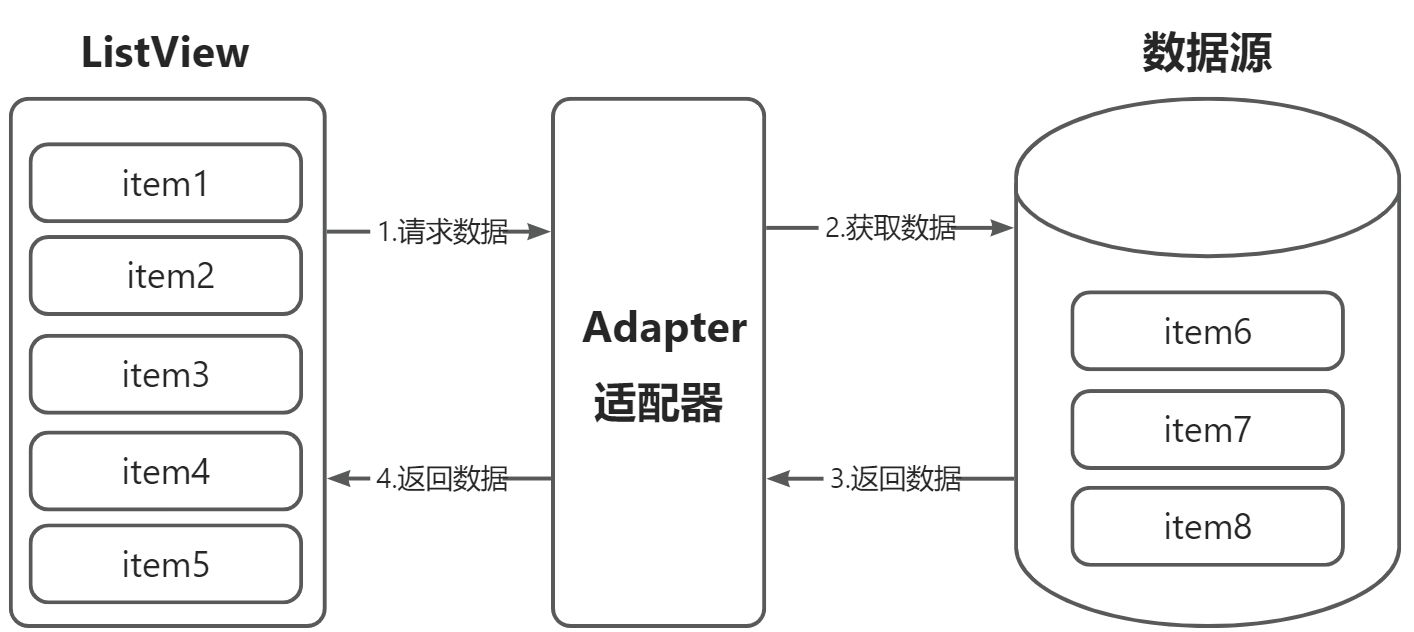 ListView
数据源
item1
item2
item3
item4
item5
1.请求数据
4.返回数据
Adapter
适配器
2.获取数据
3.返回数据
item6
item7
item8